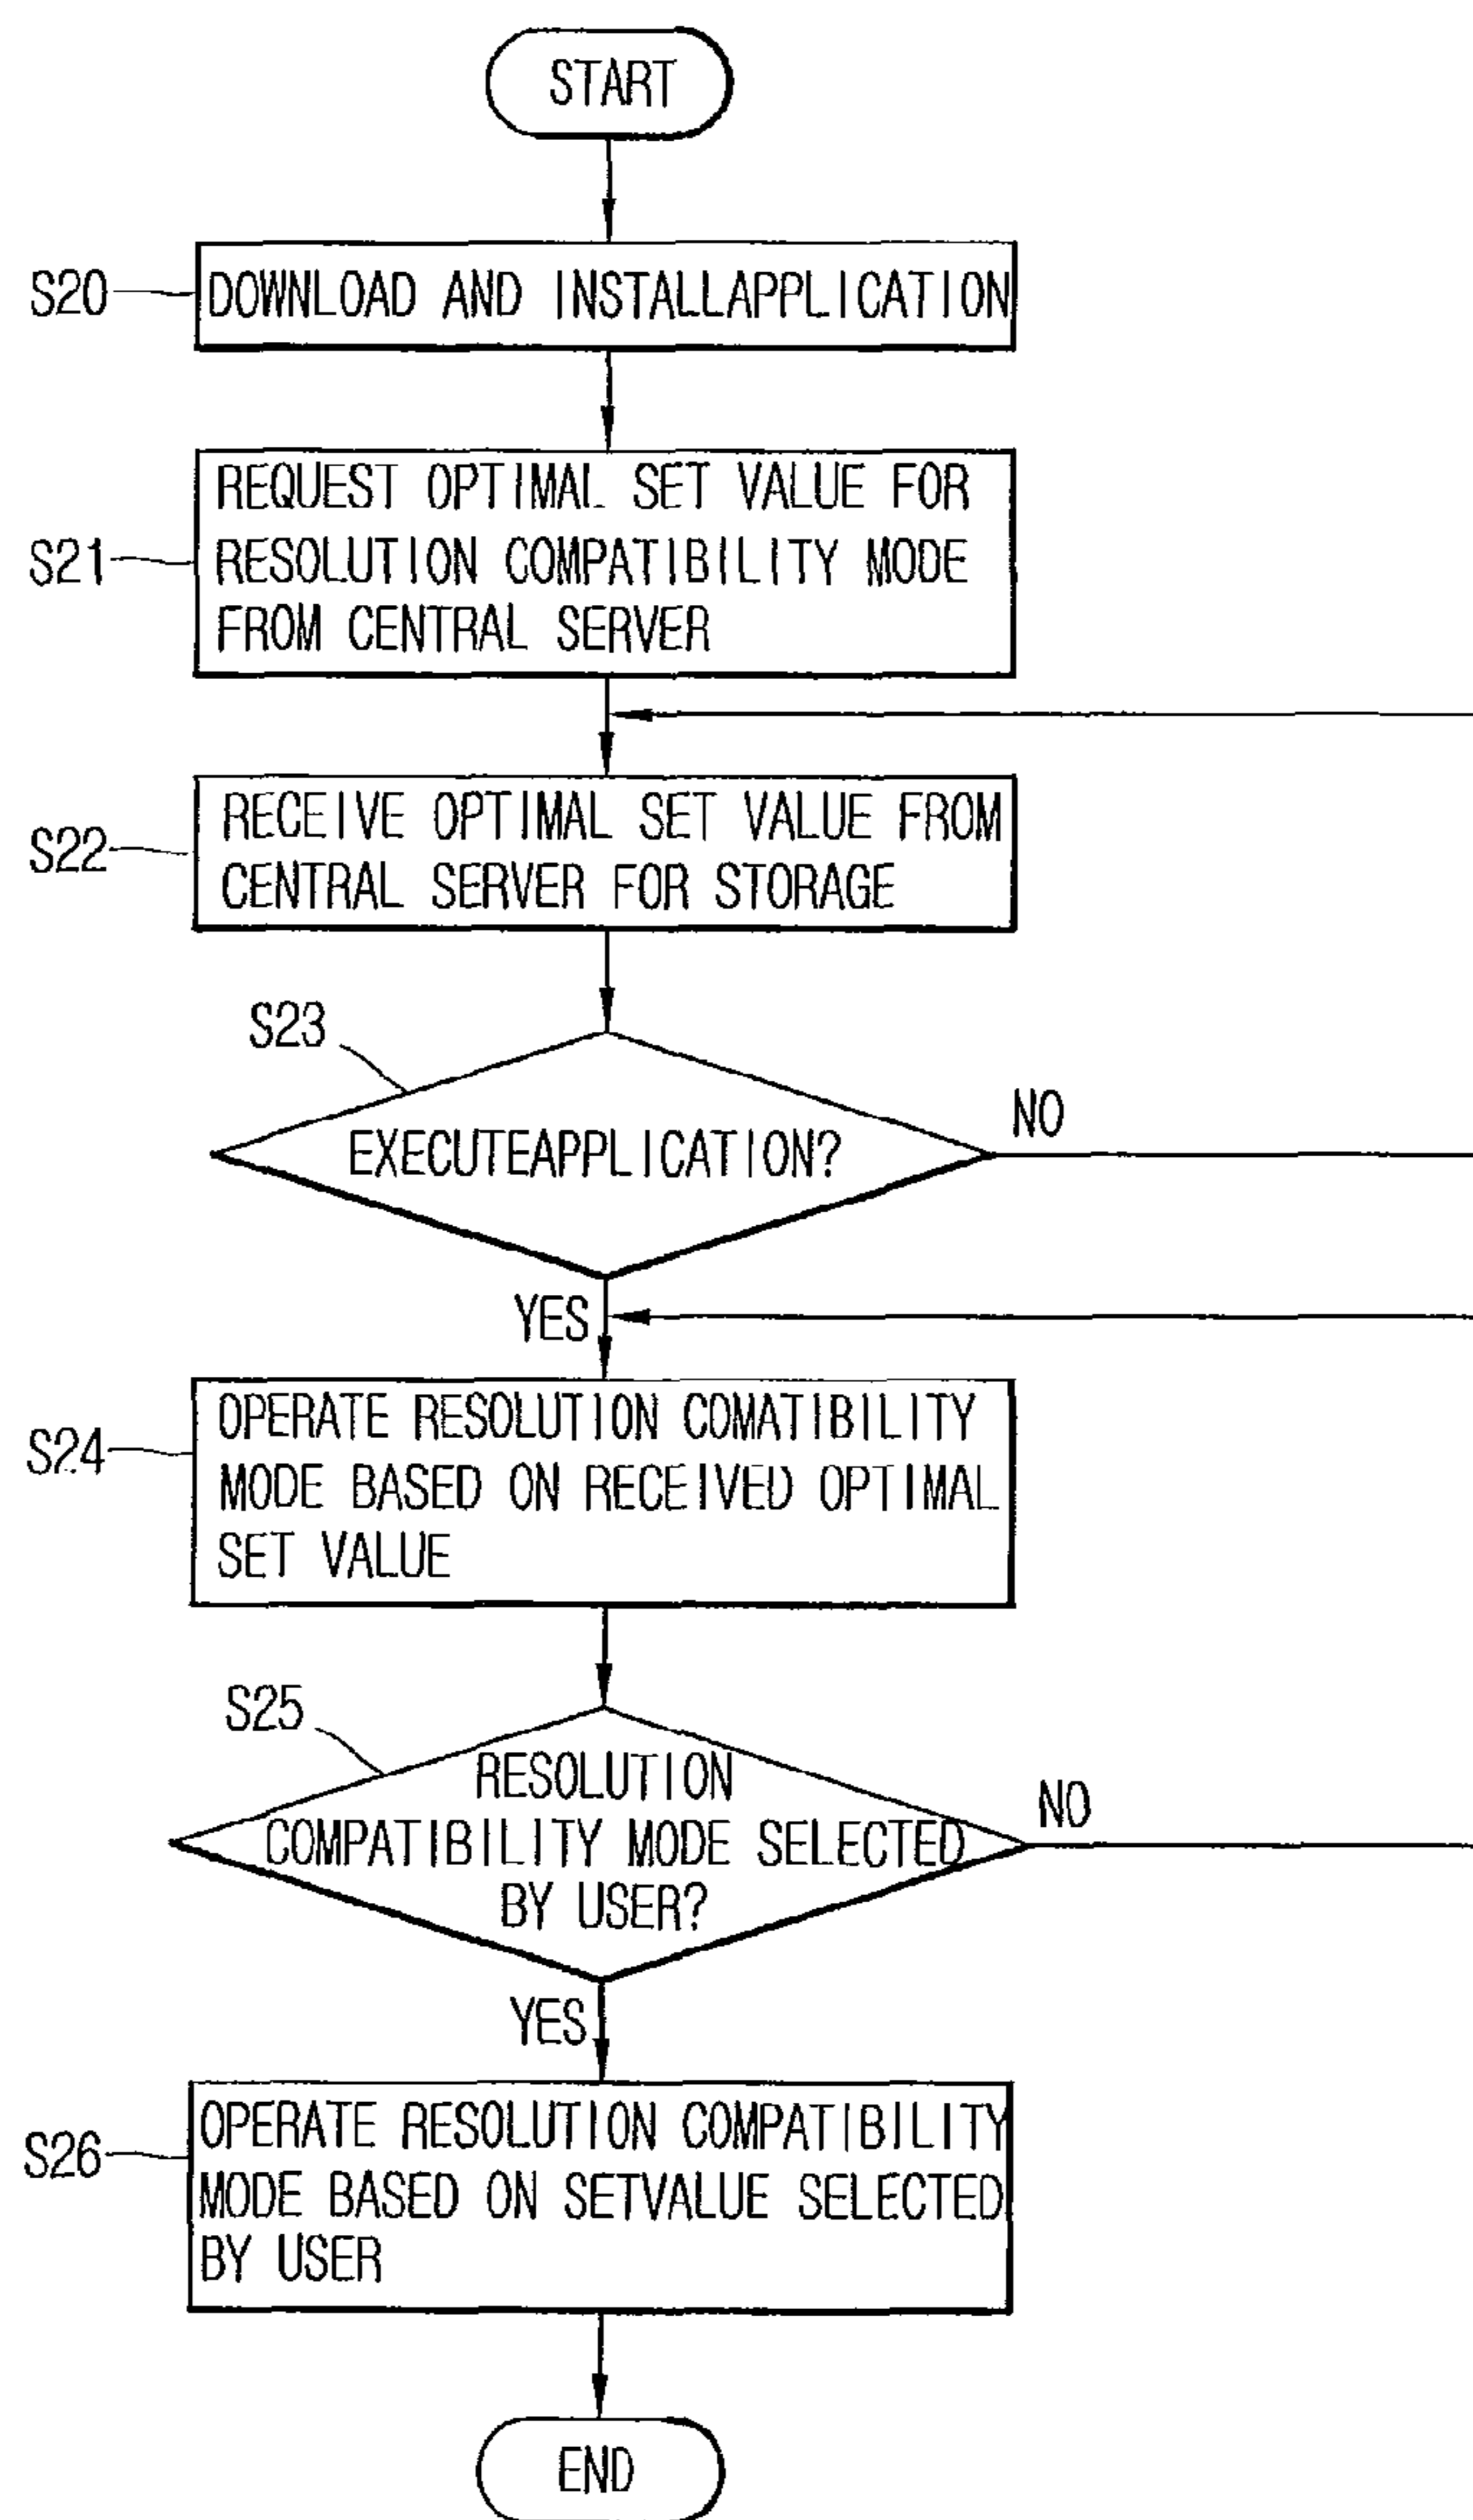 START
S20
DOWNLOAD AND INSTALLAPPLICATION
S21
REQUEST OPTIMAL SET VALUE FOR
RESOLUTION COMPATIBILITY MODE
FROM CENTRAL SERVER
S22
RECEIVE OPTIMAL SET VALUE FROM
CENTRAL SERVER FOR STORAGE
S23
EXECUTEAPPLICATION?
NO
YES
S24
OPERATE RESOLUTION COMATIBILITY
MODE BASED ON RECEIVED OPTIMAL
SET VALUE
S25
RESOLUTION
COMPATIBILITY MODE SELECTED
BY USER?
NO
YES
S26
OPERATE RESOLUTION COMPATIBILITY
MODE BASED ON SETVALUE SELECTED
BY USER
END